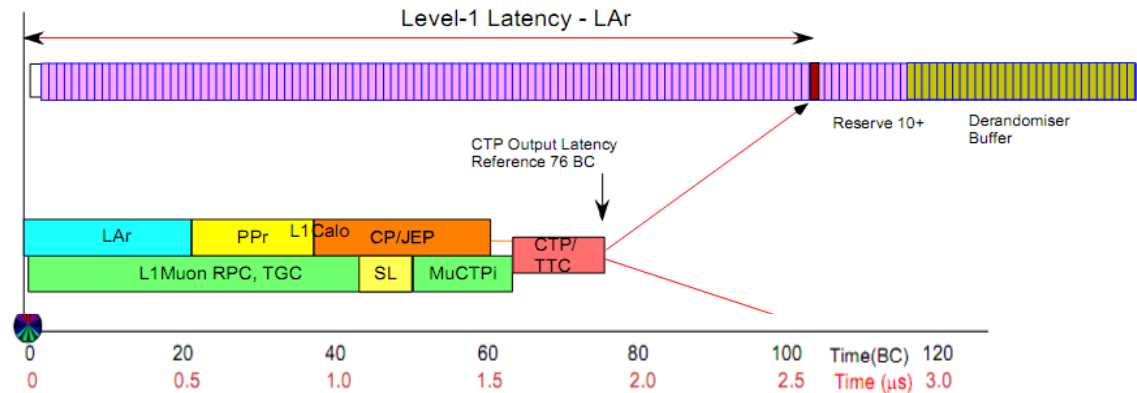 Level-1 Latency - LAr
Reserve 10+
Derandomiser
Buffer
CTP Output Latency
Reference 76 BC
LAr
PPr
L1Calo
CP/JEP
CTP/
TTC
L1Muon RPC, TGC
SL
MuCTPi
0 20 40 60 80 100 Time(BC) 120
0 0.5 1.0 1.5 2.0 2.5 Time (μs) 3.0